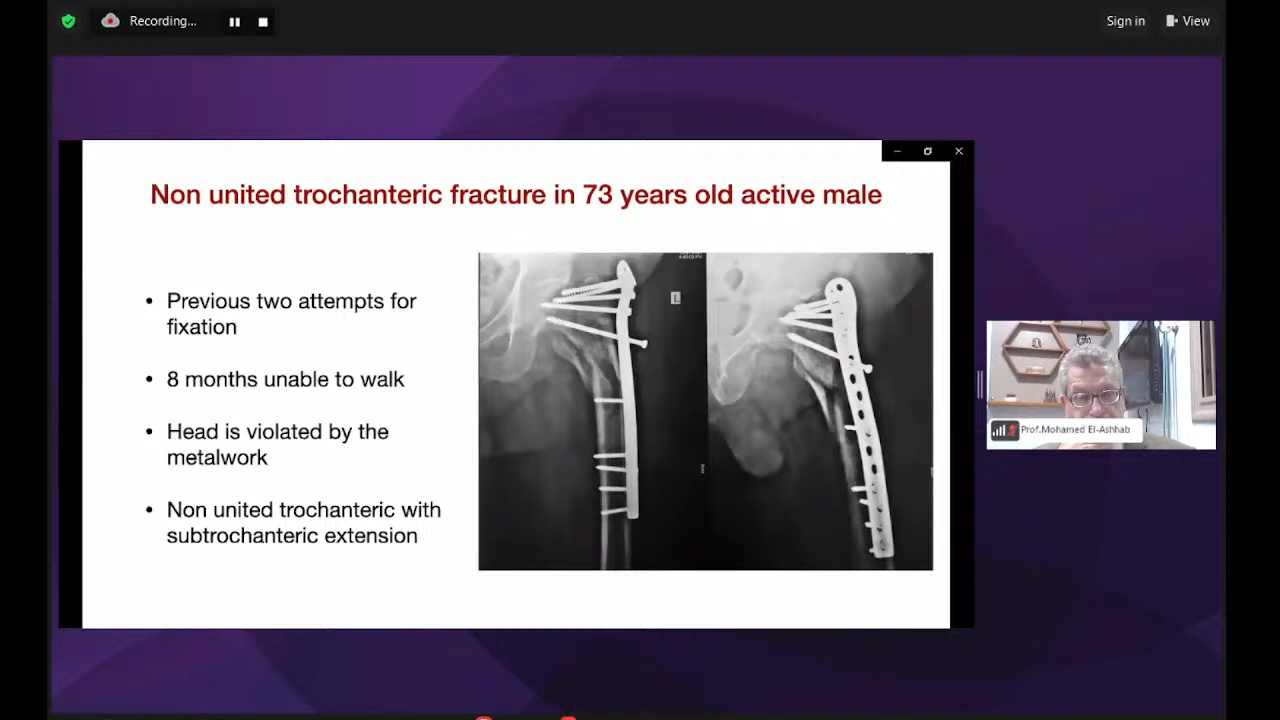 Recording...
Sign in
View
Non united trochanteric fracture in 73 years old active male
• Previous two attempts for
fixation
• 8 months unable to walk
• Head is violated by the
metalwork
• Non united trochanteric with
subtrochanteric extension
L
Prof.Mohamed El-Ashhab